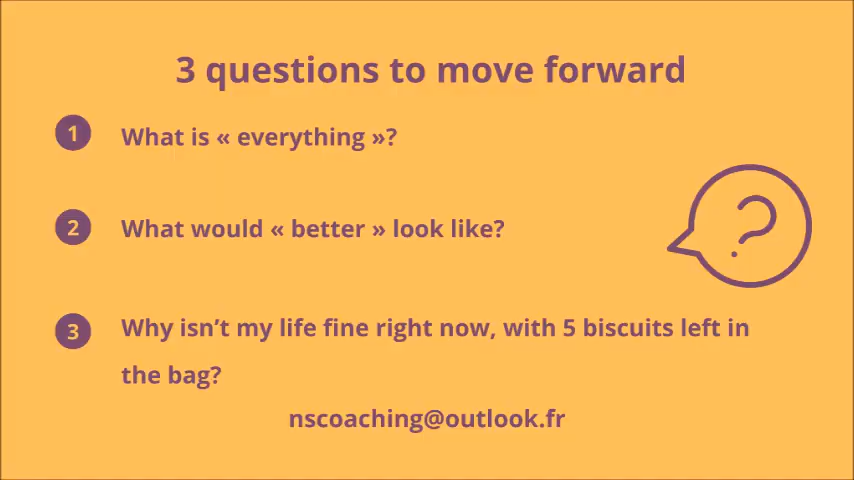 3 questions to move forward
1 What is « everything »?
2 What would « better » look like?
3 Why isn’t my life fine right now, with 5 biscuits left in
the bag?
nscoaching@outlook.fr